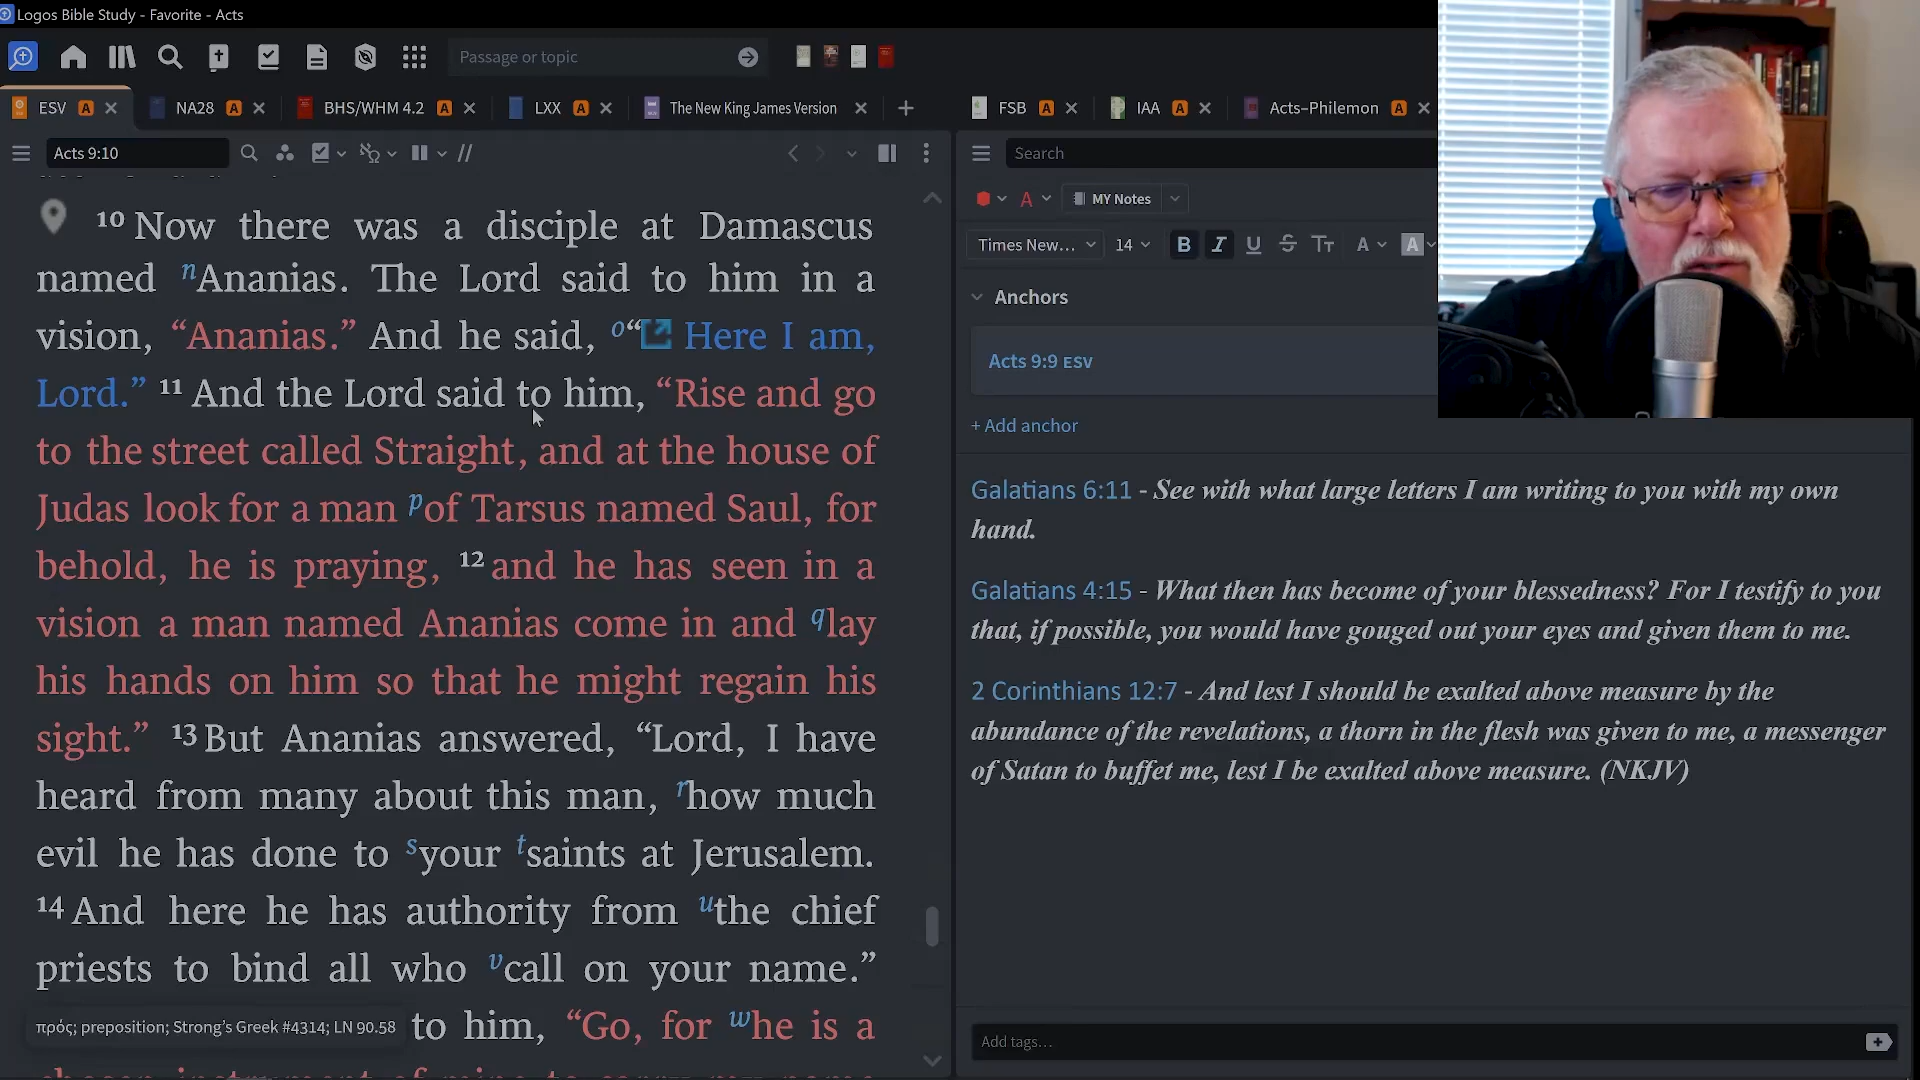 Logos Bible Study - Favorite - Acts
Passage or topic
ESV A NA28 A BHS/WHM 4.2 A LXX A The New King James Version
FSB A IAA A Acts–Philemon A
Acts 9:10
Search
A MY Notes
Times New... 14 B I U S Tт A A
Anchors
Acts 9:9 ESV
+ Add anchor
10 Now there was a disciple at Damascus
named nAnanias. The Lord said to him in a
vision, “Ananias.” And he said, o“Here I am,
Lord.” 11 And the Lord said to him, “Rise and go
to the street called Straight, and at the house of
Judas look for a man pof Tarsus named Saul, for
behold, he is praying, 12 and he has seen in a
vision a man named Ananias come in and qlay
his hands on him so that he might regain his
sight.” 13 But Ananias answered, “Lord, I have
heard from many about this man, rhow much
evil he has done to syour tsaints at Jerusalem.
14 And here he has authority from uthe chief
priests to bind all who vcall on your name.”
to him, “Go, for whe is a
πρός; preposition; Strong’s Greek #4314; LN 90.58
Galatians 6:11 - See with what large letters I am writing to you with my own
hand.
Galatians 4:15 - What then has become of your blessedness? For I testify to you
that, if possible, you would have gouged out your eyes and given them to me.
2 Corinthians 12:7 - And lest I should be exalted above measure by the
abundance of the revelations, a thorn in the flesh was given to me, a messenger
of Satan to buffet me, lest I be exalted above measure. (NKJV)
Add tags...